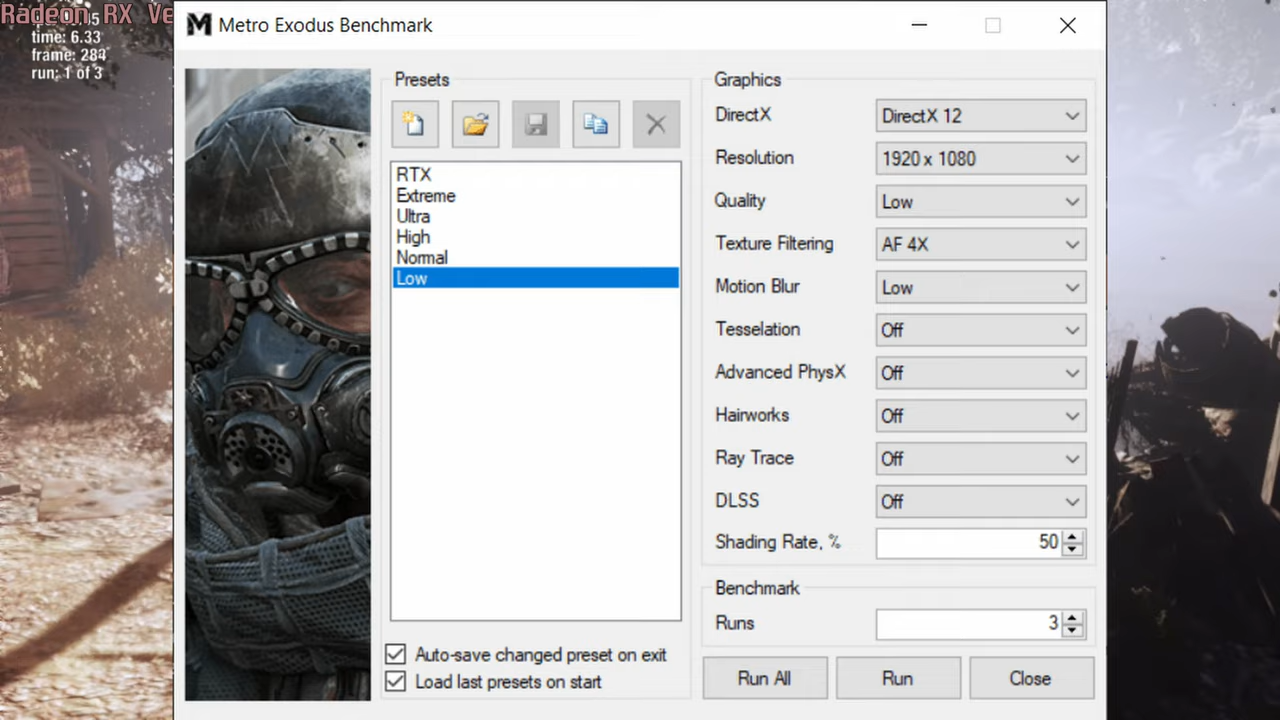 Radeon RX Ve
time: 6.33
frame: 284
run: 1 of 3
Metro Exodus Benchmark
Presets
RTX
Extreme
Ultra
High
Normal
Low
Auto-save changed preset on exit
Load last presets on start
Graphics
DirectX DirectX 12
Resolution 1920 x 1080
Quality Low
Texture Filtering AF 4X
Motion Blur Low
Tesselation Off
Advanced PhysX Off
Hairworks Off
Ray Trace Off
DLSS Off
Shading Rate, % 50
Benchmark
Runs 3
Run All Run Close